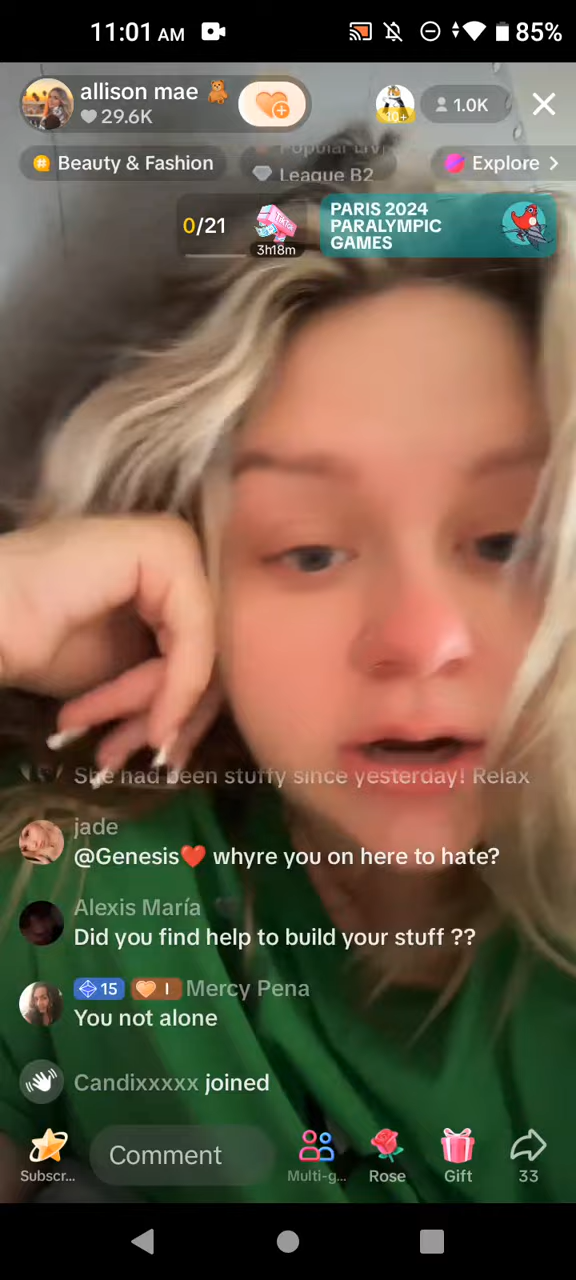 11:01 AM
85%
allison mae 🧸
29.6K
10+
1.0K
Beauty & Fashion
Popular LIVE
League B2
Explore >
0/21
TikTok
3h18m
PARIS 2024
PARALYMPIC
GAMES
She had been stuffy since yesterday! Relax
jade
@Genesis❤️ whyre you on here to hate?
Alexis María 🖤
Did you find help to build your stuff ??
15 I Mercy Pena
You not alone
Candixxxxx joined
Subscr...
Comment
Multi-g...
Rose
Gift
33